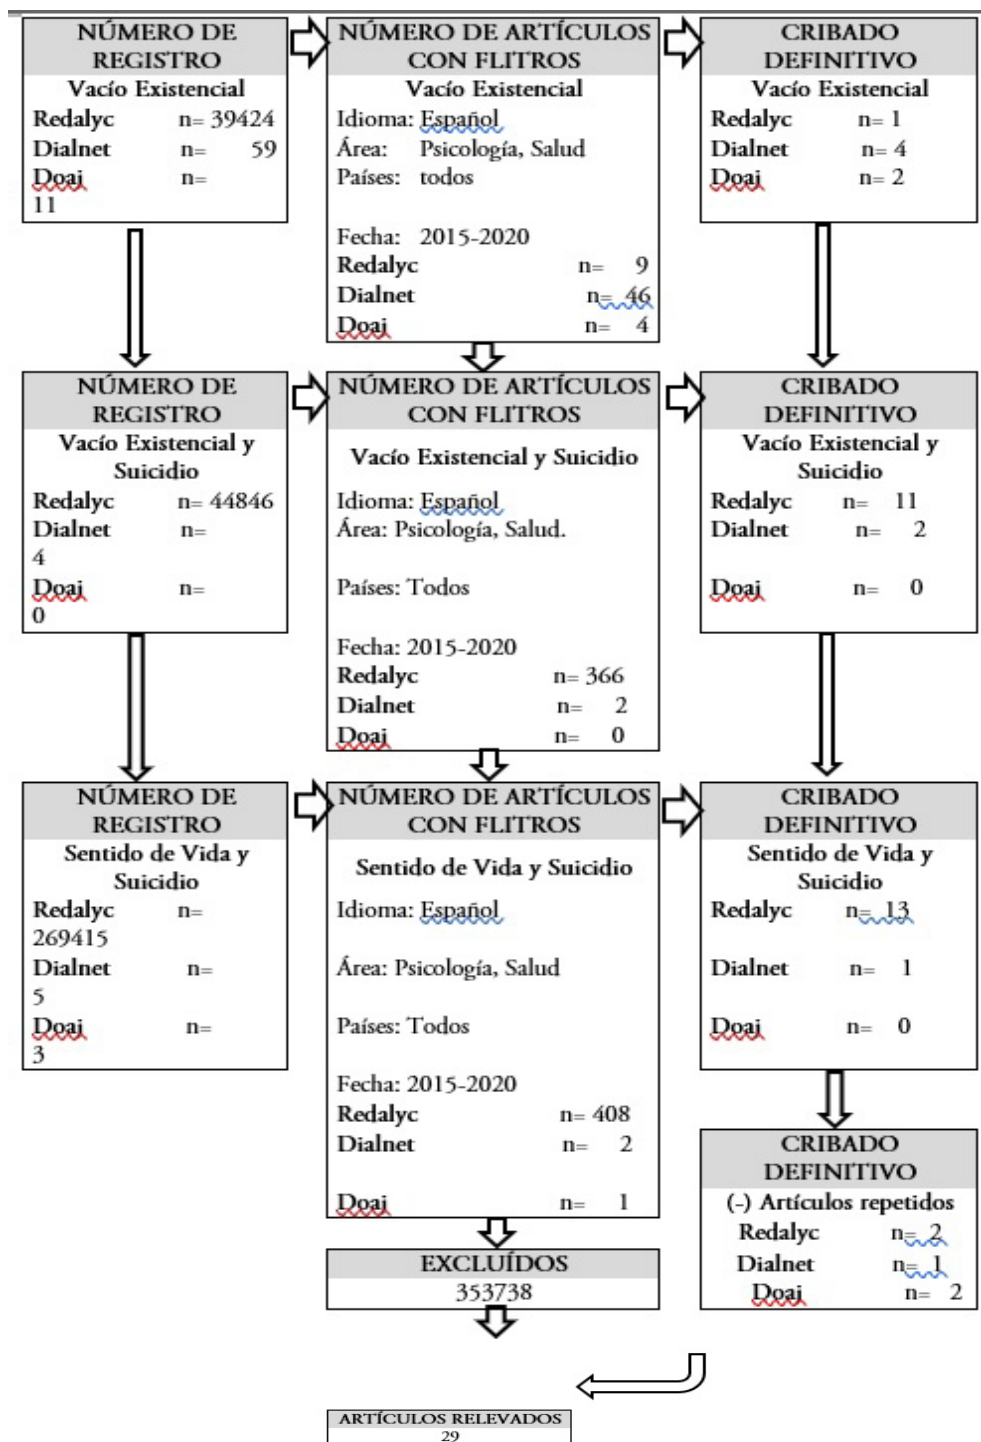 NÚMERO DE
REGISTRO
Vacío Existencial
Redalyc n= 39424
Dialnet n= 59
Doaj n=
11
NÚMERO DE ARTÍCULOS
CON FLITROS
Vacío Existencial
Idioma: Español
Área: Psicología, Salud
Países: todos
Fecha: 2015-2020
Redalyc n= 9
Dialnet n= 46
Doaj n= 4
CRIBADO
DEFINITIVO
Vacío Existencial
Redalyc n= 1
Dialnet n= 4
Doaj n= 2
NÚMERO DE
REGISTRO
Vacío Existencial y
Suicidio
Redalyc n= 44846
Dialnet n=
4
Doaj n=
0
NÚMERO DE ARTÍCULOS
CON FLITROS
Vacío Existencial y Suicidio
Idioma: Español
Área: Psicología, Salud.
Países: Todos
Fecha: 2015-2020
Redalyc n= 366
Dialnet n= 2
Doaj n= 0
CRIBADO
DEFINITIVO
Vacío Existencial y
Suicidio
Redalyc n= 11
Dialnet n= 2
Doaj n= 0
NÚMERO DE
REGISTRO
Sentido de Vida y
Suicidio
Redalyc n=
269415
Dialnet n=
5
Doaj n=
3
NÚMERO DE ARTÍCULOS
CON FLITROS
Sentido de Vida y Suicidio
Idioma: Español
Área: Psicología, Salud
Países: Todos
Fecha: 2015-2020
Redalyc n= 408
Dialnet n= 2
Doaj n= 1
CRIBADO
DEFINITIVO
Sentido de Vida y
Suicidio
Redalyc n= 13
Dialnet n= 1
Doaj n= 0
CRIBADO
DEFINITIVO
(-) Artículos repetidos
Redalyc n= 2
Dialnet n= 1
Doaj n= 2
EXCLUÍDOS
353738
ARTÍCULOS RELEVADOS
29